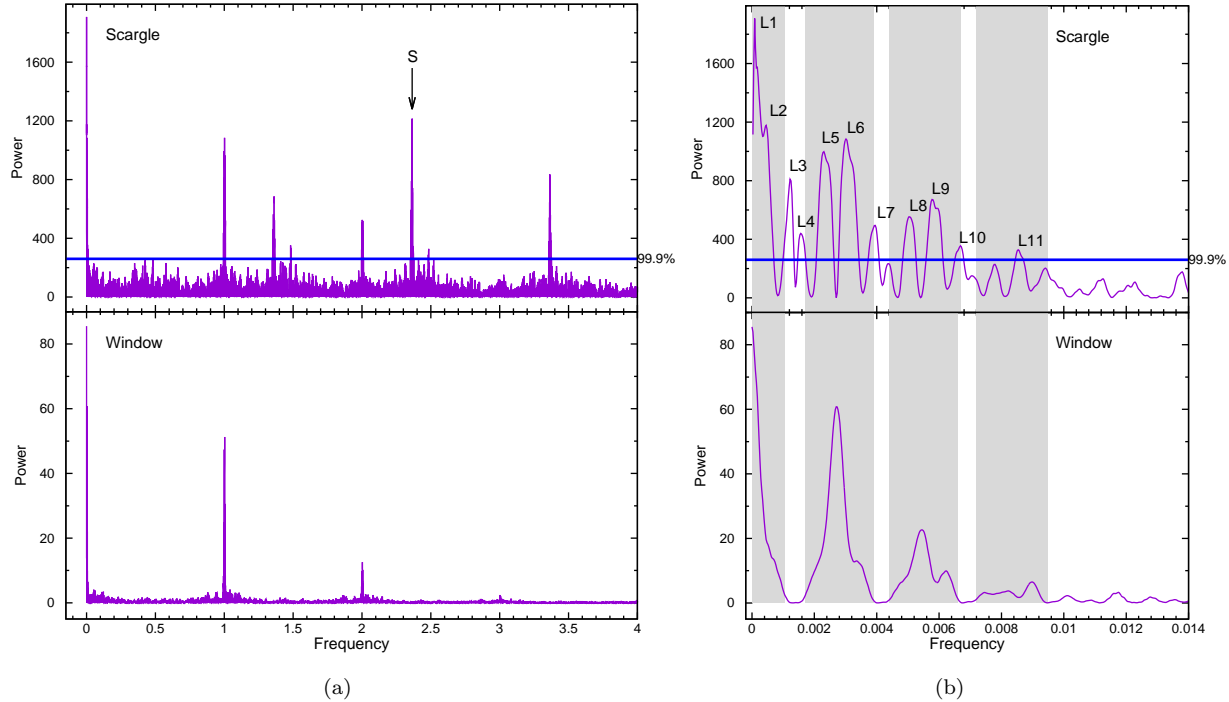 Scargle
S
Power
1600
1200
800
400
0
99.9%
Window
Power
80
60
40
20
0
0 0.5 1 1.5 2 2.5 3 3.5 4
Frequency
(a)
Scargle
L1
L2
L3
L4
L5
L6
L7
L8
L9
L10
L11
Power
1600
1200
800
400
0
99.9%
Window
Power
80
60
40
20
0
0 0.002 0.004 0.006 0.008 0.01 0.012 0.014
Frequency
(b)